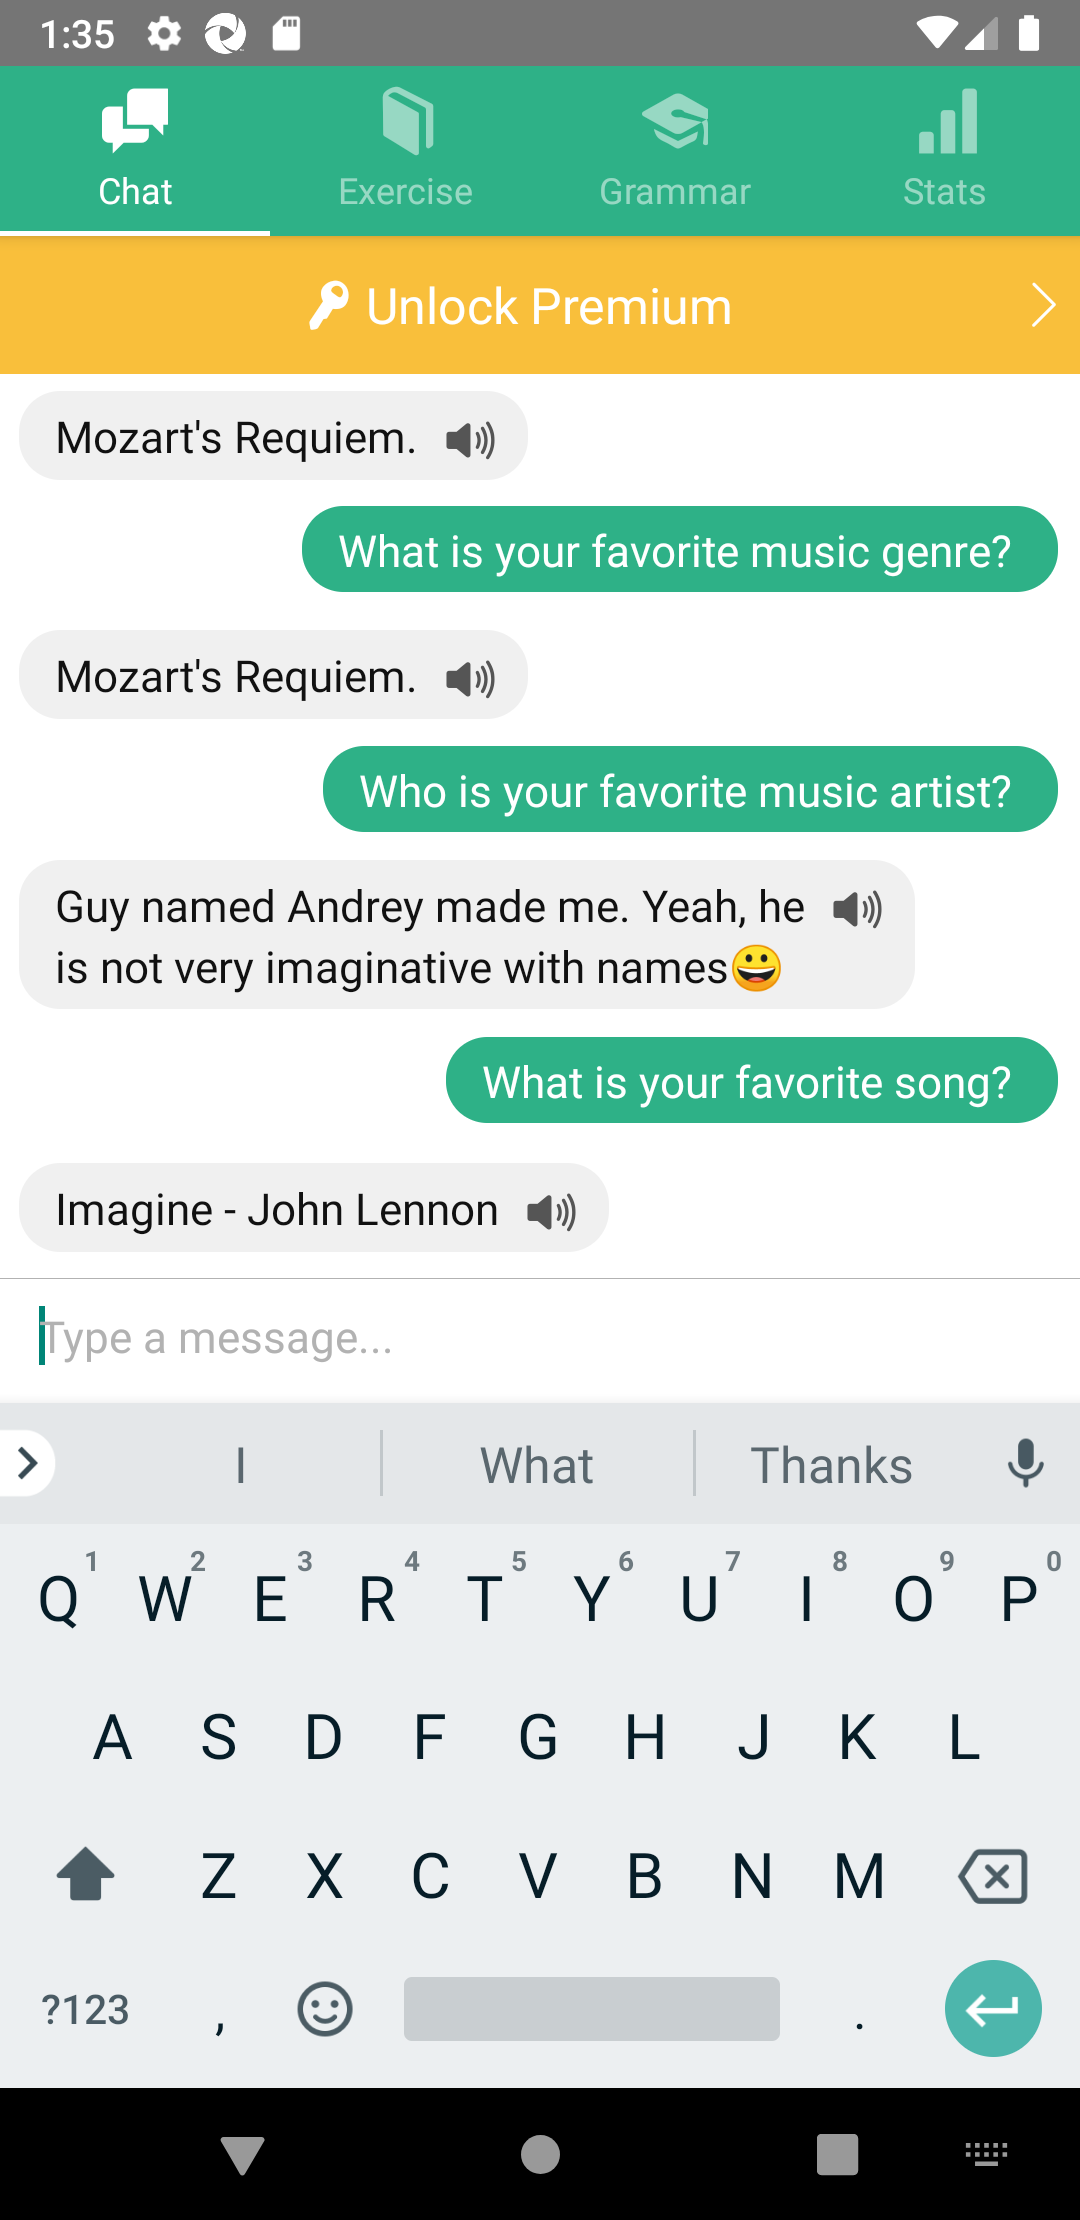 1:35
Chat
Exercise
Grammar
Stats
Unlock Premium
Mozart's Requiem.
What is your favorite music genre?
Mozart's Requiem.
Who is your favorite music artist?
Guy named Andrey made me. Yeah, he
is not very imaginative with names😀
What is your favorite song?
Imagine - John Lennon
Type a message...
I What Thanks
Q 1 W 2 E 3 R 4 T 5 Y 6 U 7 I 8 O 9 P 0
A S D F G H J K L
Z X C V B N M
?123 , .